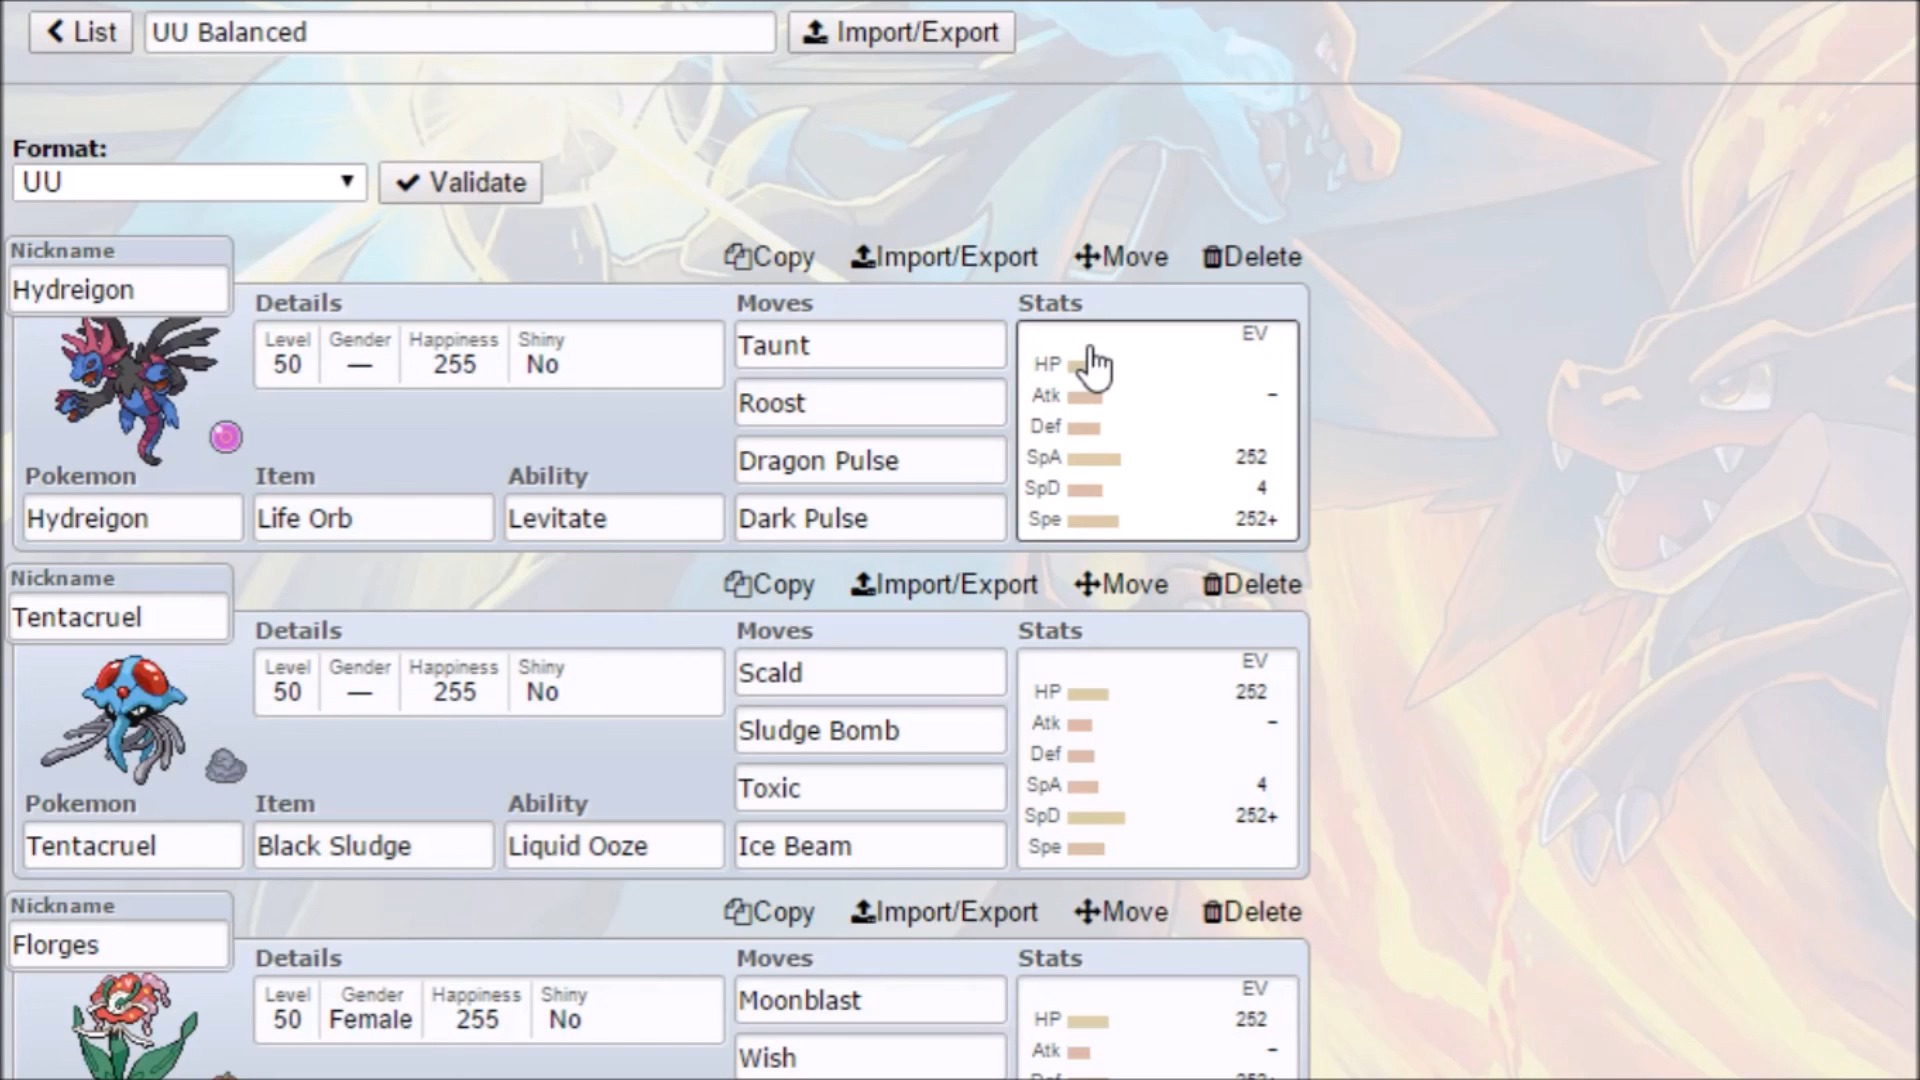 List
UU Balanced
Import/Export
Format:
UU
Validate
Nickname
Hydreigon
Copy Import/Export Move Delete
Details Moves Stats
Level Gender Happiness Shiny
50 — 255 No
Taunt
Roost
Dragon Pulse
Dark Pulse
EV
HP
Atk -
Def
SpA 252
SpD 4
Spe 252+
Pokemon Item Ability
Hydreigon Life Orb Levitate
Nickname
Tentacruel
Copy Import/Export Move Delete
Details Moves Stats
Level Gender Happiness Shiny
50 — 255 No
Scald
Sludge Bomb
Toxic
Ice Beam
EV
HP 252
Atk -
Def
SpA 4
SpD 252+
Spe
Pokemon Item Ability
Tentacruel Black Sludge Liquid Ooze
Nickname
Florges
Copy Import/Export Move Delete
Details Moves Stats
Level Gender Happiness Shiny
50 Female 255 No
Moonblast
Wish
EV
HP 252
Atk -
Def 252+